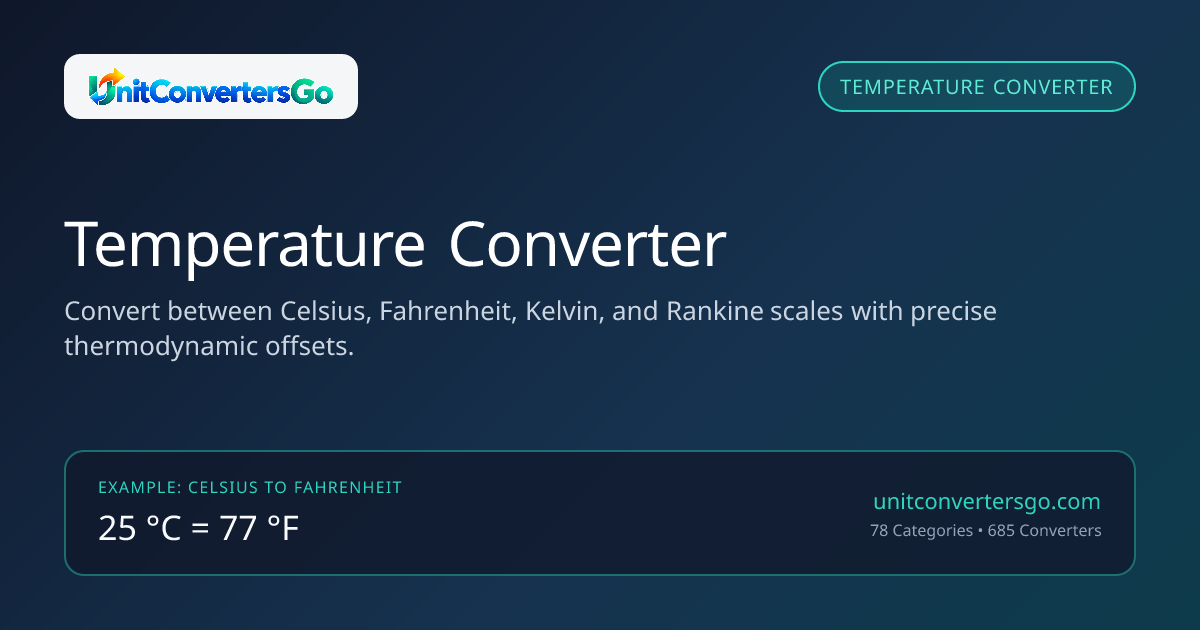 UnitConvertersGo
TEMPERATURE CONVERTER
Temperature Converter
Convert between Celsius, Fahrenheit, Kelvin, and Rankine scales with precise
thermodynamic offsets.
EXAMPLE: CELSIUS TO FAHRENHEIT
25 °C = 77 °F
unitconvertersgo.com
78 Categories • 685 Converters